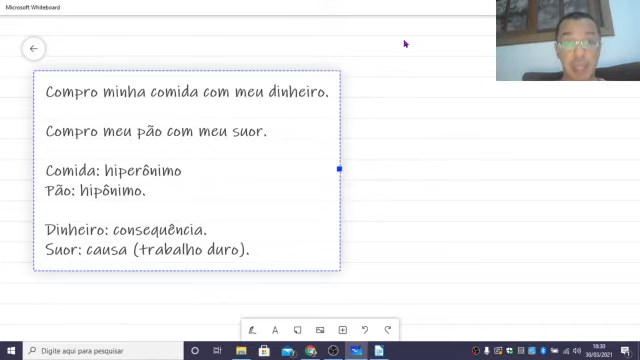 Microsoft Whiteboard
Compro minha comida com meu dinheiro.
Compro meu pão com meu suor.
Comida: hiperônimo
Pão: hipônimo.
Dinheiro: consequência.
Suor: causa (trabalho duro).
Digite aqui para pesquisar
18:30
30/03/2021